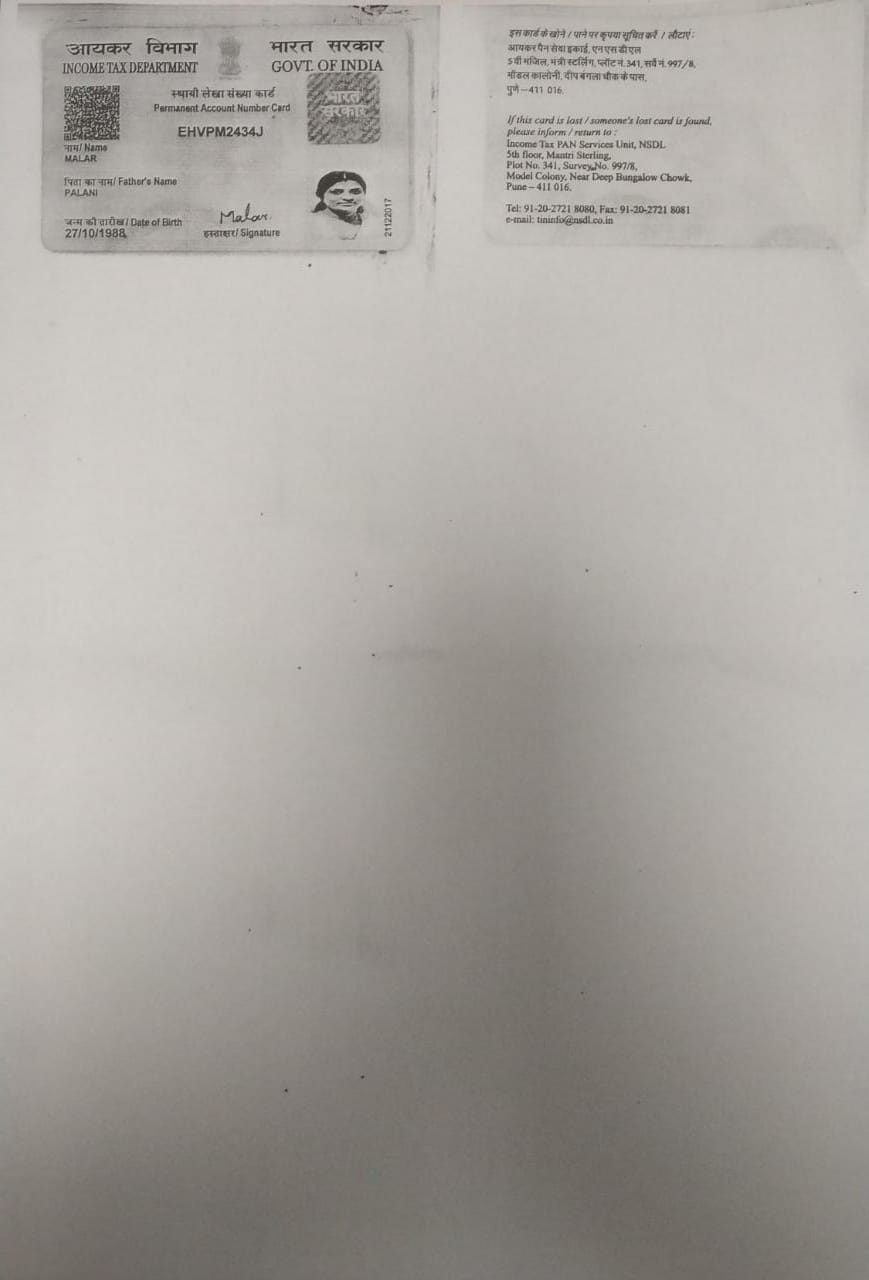 आयकर विभाग
INCOME TAX DEPARTMENT
भारत सरकार
GOVT. OF INDIA
स्थायी लेखा संख्या कार्ड
Permanent Account Number Card
EHVPM2434J
नाम/ Name
MALAR
पिता का नाम/ Father's Name
PALANI
जन्म की तारीख/ Date of Birth
27/10/1988
Malar
हस्ताक्षर/ Signature
21122017
भारत
सरकार
इस कार्ड के खोने / पाने पर कृपया सूचित करें / लौटाएं :
आयकर पैन सेवा इकाई, एन एस डी एल
5 वी मंजिल, मंत्री स्टर्लिंग, प्लॉट नं. 341, सर्वे नं. 997/8,
मॉडल कालोनी, दीप बंगला चौक के पास,
पुणे – 411 016.
If this card is lost / someone's lost card is found,
please inform / return to :
Income Tax PAN Services Unit, NSDL
5th floor, Mantri Sterling,
Plot No. 341, Survey No. 997/8,
Model Colony, Near Deep Bungalow Chowk,
Pune – 411 016.
Tel: 91-20-2721 8080, Fax: 91-20-2721 8081
e-mail: tininfo@nsdl.co.in